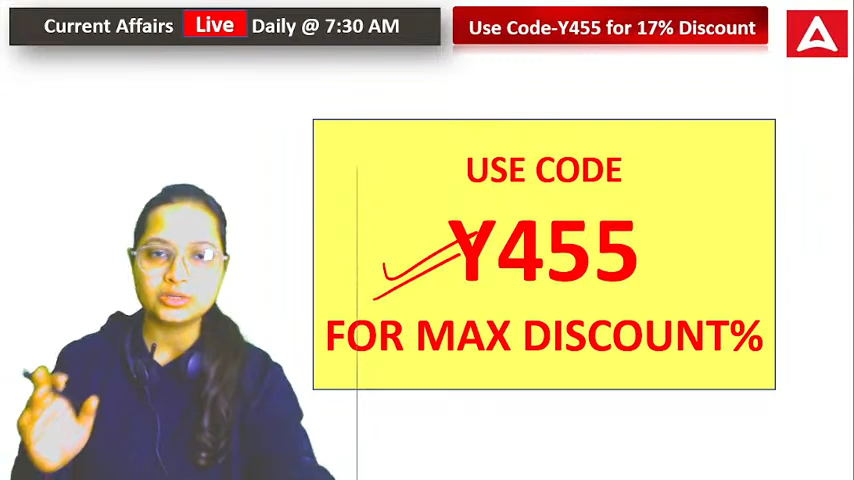 Current Affairs Live Daily @ 7:30 AM
Use Code-Y455 for 17% Discount
USE CODE
Y455
FOR MAX DISCOUNT%